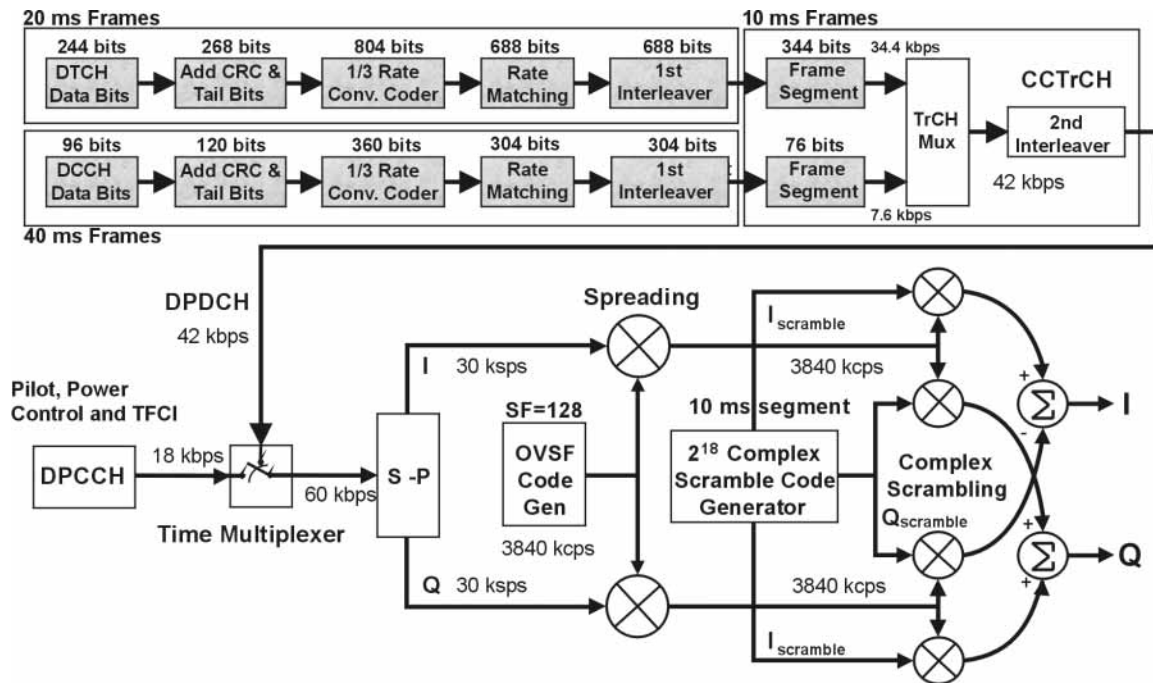 20 ms Frames
10 ms Frames
244 bits
268 bits
804 bits
688 bits
688 bits
344 bits
34.4 kbps
DTCH
Data Bits
Add CRC &
Tail Bits
1/3 Rate
Conv. Coder
Rate
Matching
1st
Interleaver
Frame
Segment
CCTrCH
TrCH
Mux
2nd
Interleaver
96 bits
120 bits
360 bits
304 bits
304 bits
76 bits
DCCH
Data Bits
Add CRC &
Tail Bits
1/3 Rate
Conv. Coder
Rate
Matching
1st
Interleaver
Frame
Segment
42 kbps
7.6 kbps
40 ms Frames
DPDCH
42 kbps
Spreading
I scramble
I
30 ksps
3840 kcps
Pilot, Power
Control and TFCI
SF=128
10 ms segment
+
Σ
I
-
DPCCH
18 kbps
60 kbps
S -P
OVSF
Code
Gen
2^18 Complex
Scramble Code
Generator
Complex
Scrambling
Q scramble
Time Multiplexer
3840 kcps
+
Σ
Q
+
Q
30 ksps
3840 kcps
I scramble